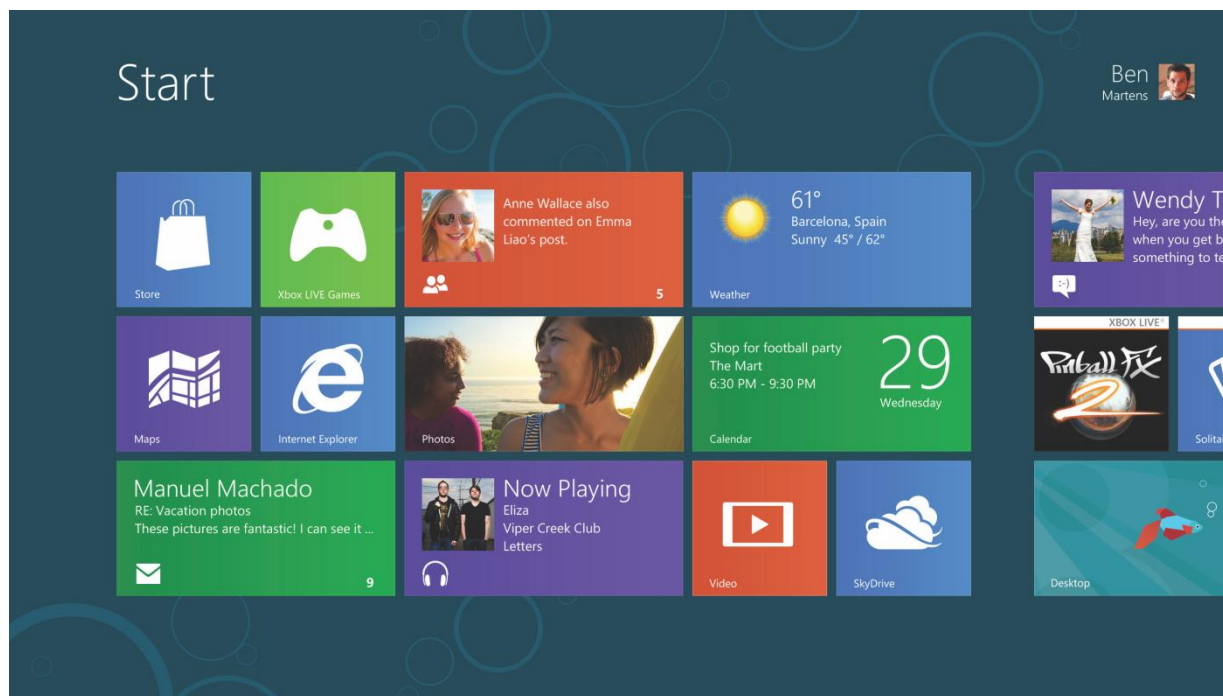 Start
Ben
Martens
Store
Xbox LIVE Games
Anne Wallace also
commented on Emma
Liao's post.
5
61°
Barcelona, Spain
Sunny 45° / 62°
Weather
Wendy T
Hey, are you the
when you get b
something to te
:-)
Maps
Internet Explorer
Photos
Shop for football party
The Mart
6:30 PM - 9:30 PM
29
Wednesday
Calendar
XBOX LIVE
Pinball FX
2
Solita
Manuel Machado
RE: Vacation photos
These pictures are fantastic! I can see it ...
9
Now Playing
Eliza
Viper Creek Club
Letters
Video
SkyDrive
Desktop